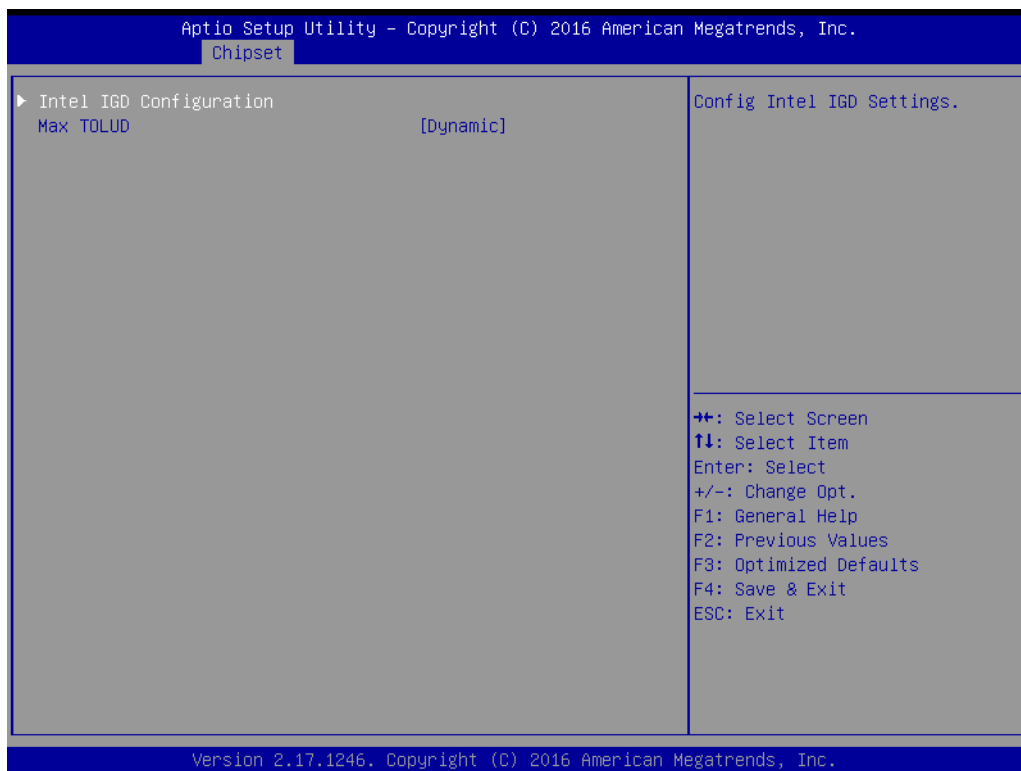 Aptio Setup Utility – Copyright (C) 2016 American Megatrends, Inc.
Chipset
▶ Intel IGD Configuration
Max TOLUD [Dynamic]
Config Intel IGD Settings.
→←: Select Screen
↑↓: Select Item
Enter: Select
+/-: Change Opt.
F1: General Help
F2: Previous Values
F3: Optimized Defaults
F4: Save & Exit
ESC: Exit
Version 2.17.1246. Copyright (C) 2016 American Megatrends, Inc.